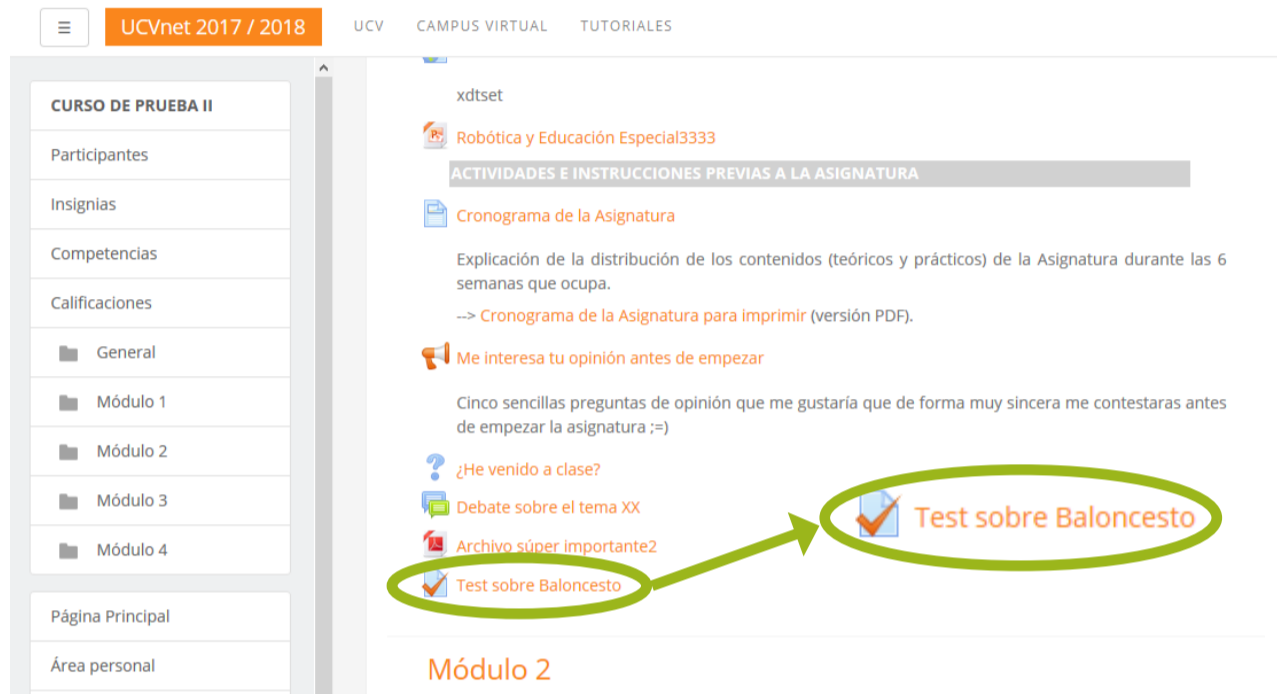 ☰ UCVnet 2017 / 2018 UCV CAMPUS VIRTUAL TUTORIALES
CURSO DE PRUEBA II
Participantes
Insignias
Competencias
Calificaciones
General
Módulo 1
Módulo 2
Módulo 3
Módulo 4
Página Principal
Área personal
xdtset
Robótica y Educación Especial3333
ACTIVIDADES E INSTRUCCIONES PREVIAS A LA ASIGNATURA
Cronograma de la Asignatura
Explicación de la distribución de los contenidos (teóricos y prácticos) de la Asignatura durante las 6
semanas que ocupa.
--> Cronograma de la Asignatura para imprimir (versión PDF).
Me interesa tu opinión antes de empezar
Cinco sencillas preguntas de opinión que me gustaría que de forma muy sincera me contestaras antes
de empezar la asignatura ;=)
¿He venido a clase?
Debate sobre el tema XX
Archivo súper importante2
Test sobre Baloncesto
Test sobre Baloncesto
Módulo 2